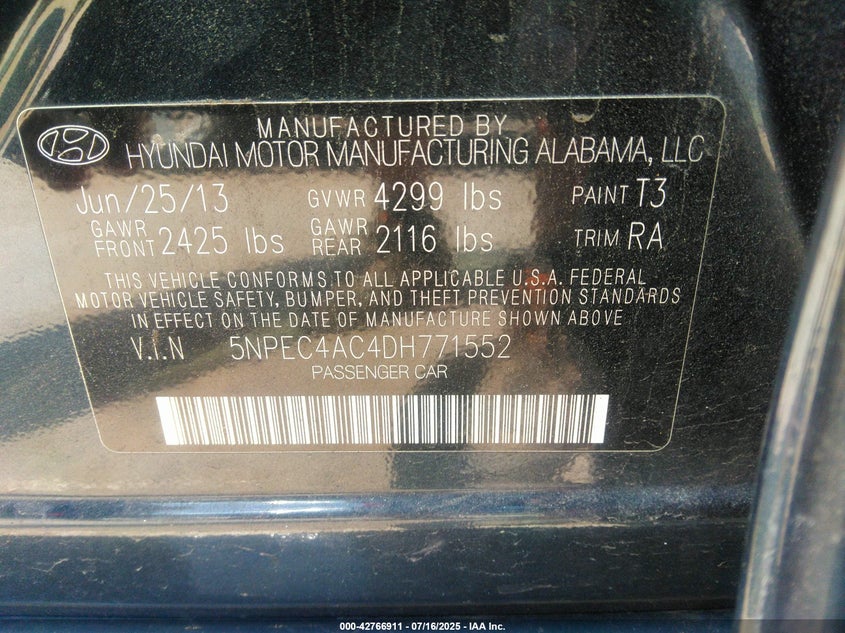 MANUFACTURED BY
HYUNDAI MOTOR MANUFACTURING ALABAMA, LLC
Jun/25/13 GVWR 4299 lbs PAINT T3
GAWR FRONT 2425 lbs GAWR REAR 2116 lbs TRIM RA
THIS VEHICLE CONFORMS TO ALL APPLICABLE U.S.A. FEDERAL
MOTOR VEHICLE SAFETY, BUMPER, AND THEFT PREVENTION STANDARDS
IN EFFECT ON THE DATE OF MANUFACTURE SHOWN ABOVE
V.I.N 5NPEC4AC4DH771552
PASSENGER CAR
000-42766911 - 07/16/2025 - IAA Inc.